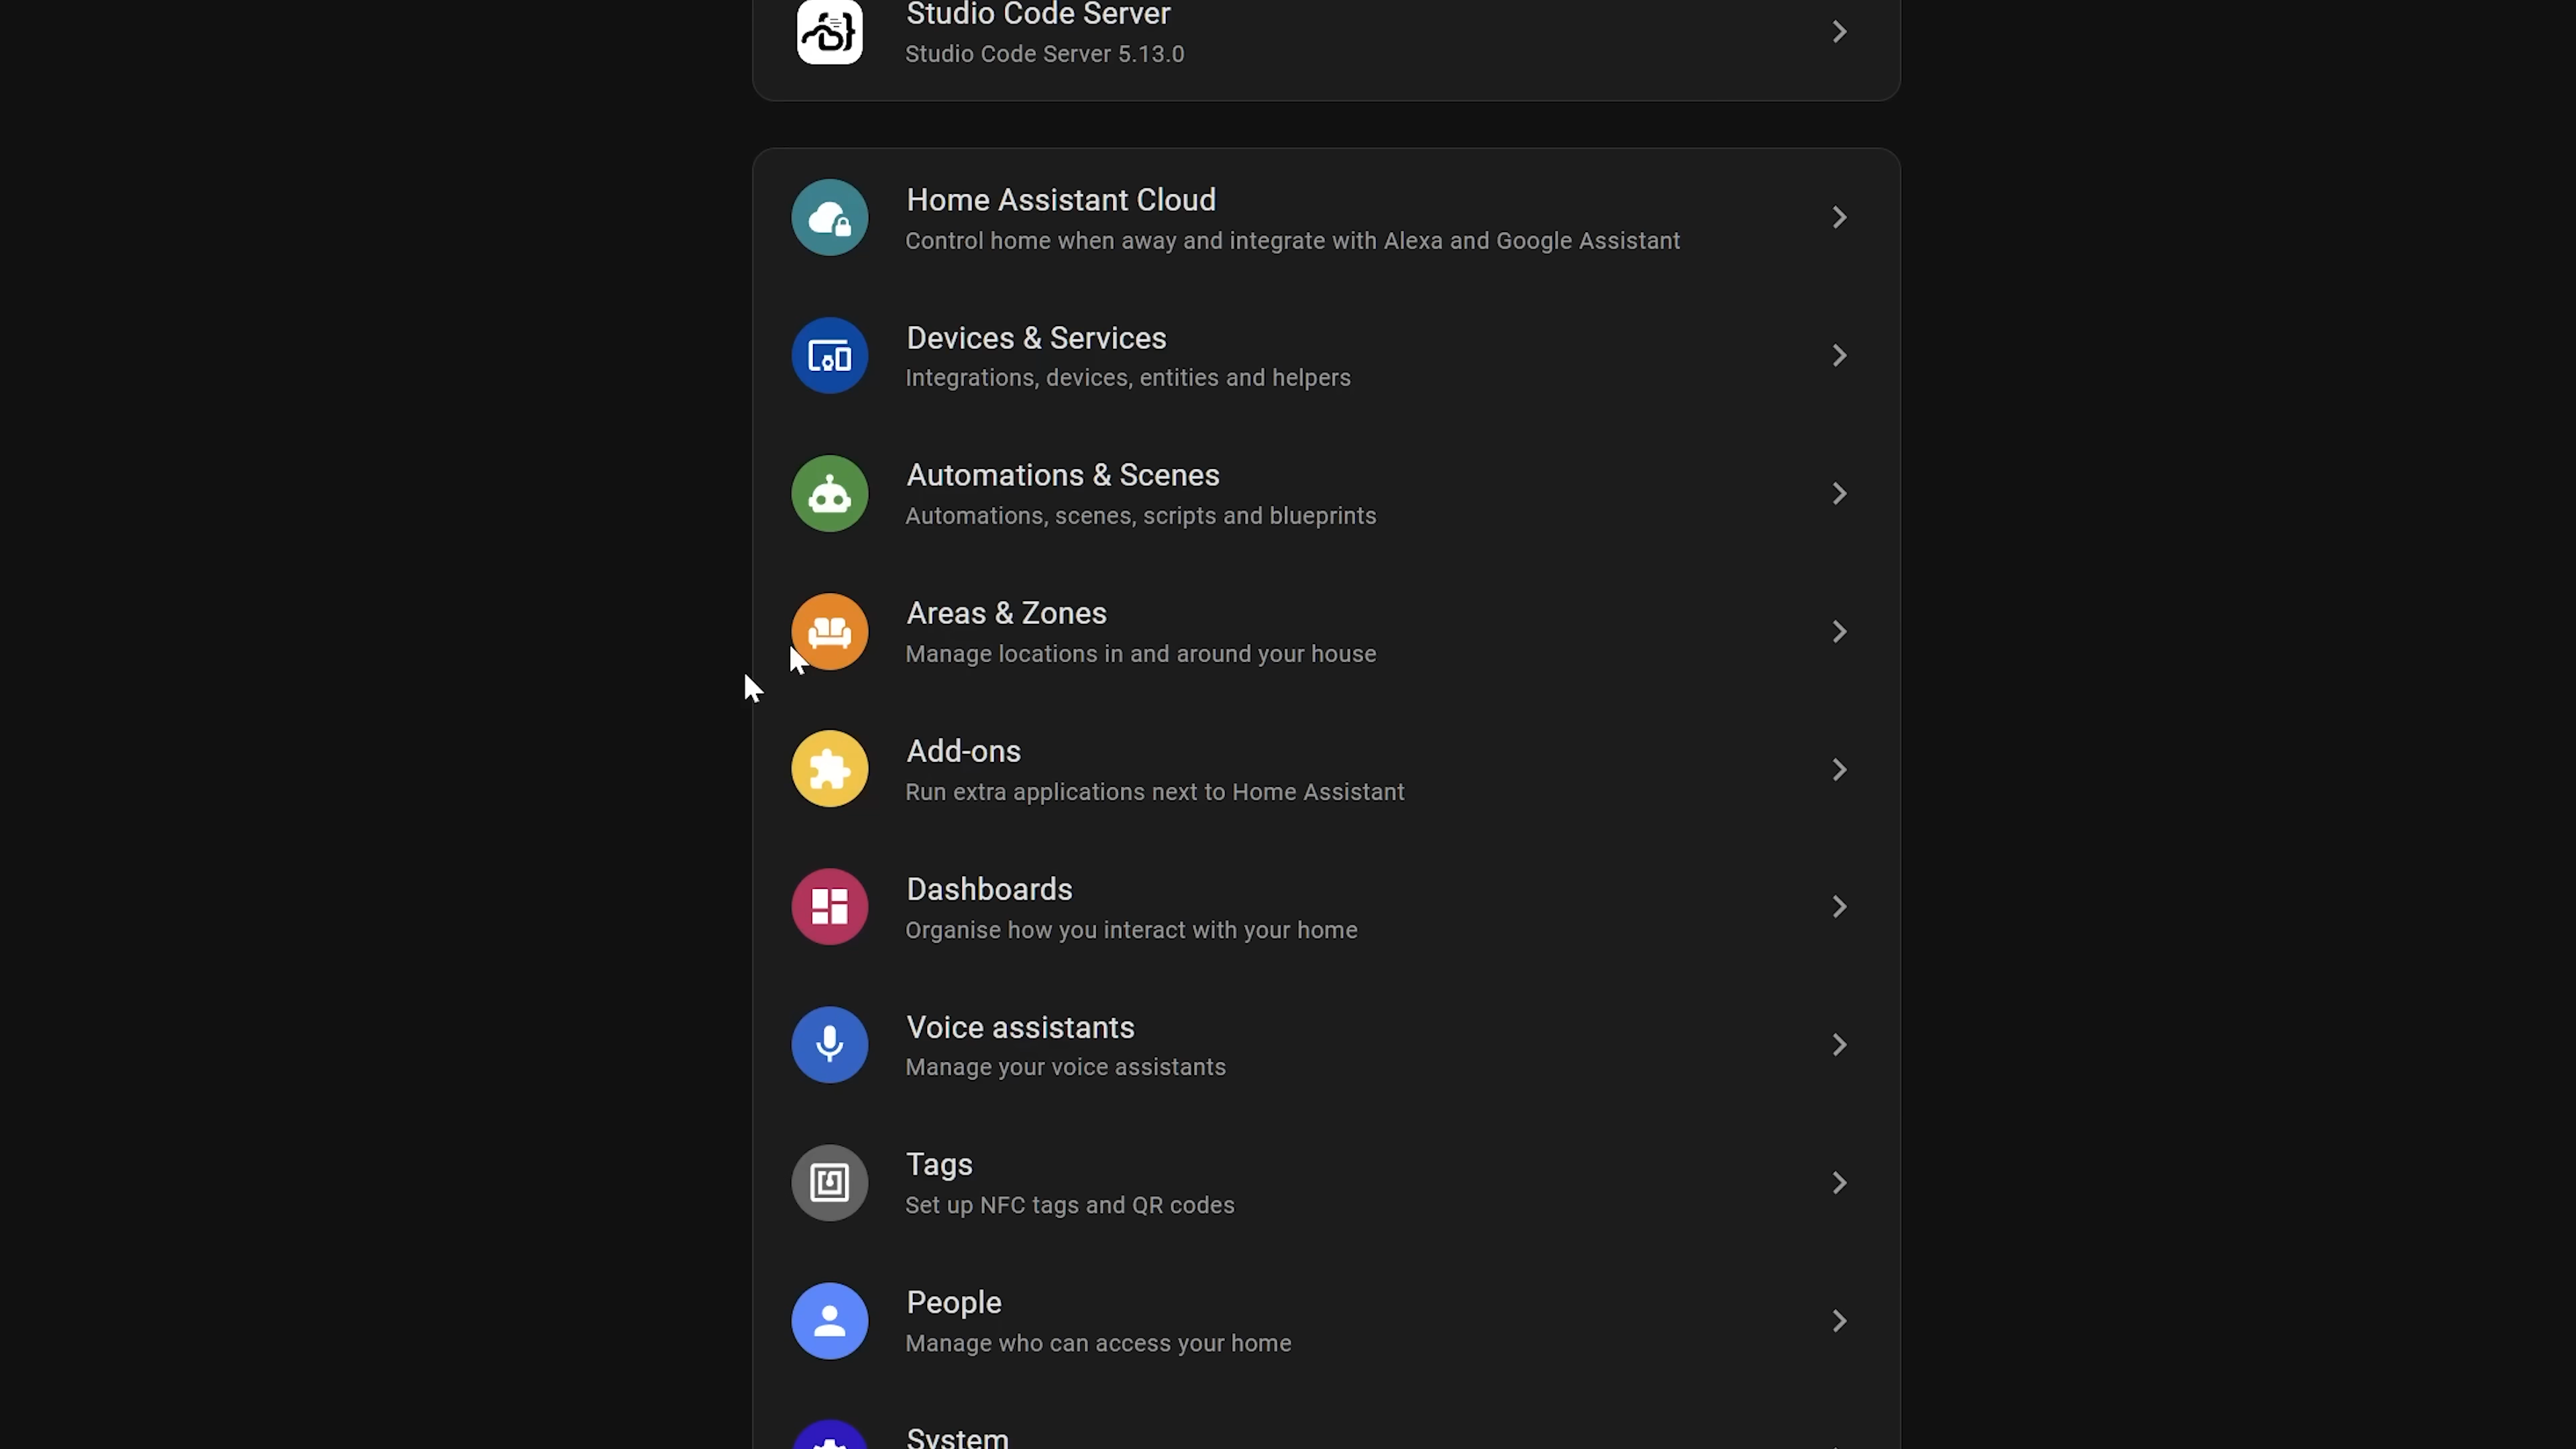 Studio Code Server
Studio Code Server 5.13.0
Home Assistant Cloud
Control home when away and integrate with Alexa and Google Assistant
Devices & Services
Integrations, devices, entities and helpers
Automations & Scenes
Automations, scenes, scripts and blueprints
Areas & Zones
Manage locations in and around your house
Add-ons
Run extra applications next to Home Assistant
Dashboards
Organise how you interact with your home
Voice assistants
Manage your voice assistants
Tags
Set up NFC tags and QR codes
People
Manage who can access your home
System